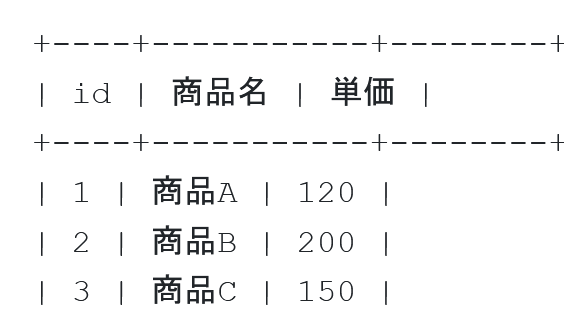 +----+-----------+--------+
| id | 商品名 | 単価 |
+----+-----------+--------+
| 1 | 商品A | 120 |
| 2 | 商品B | 200 |
| 3 | 商品C | 150 |